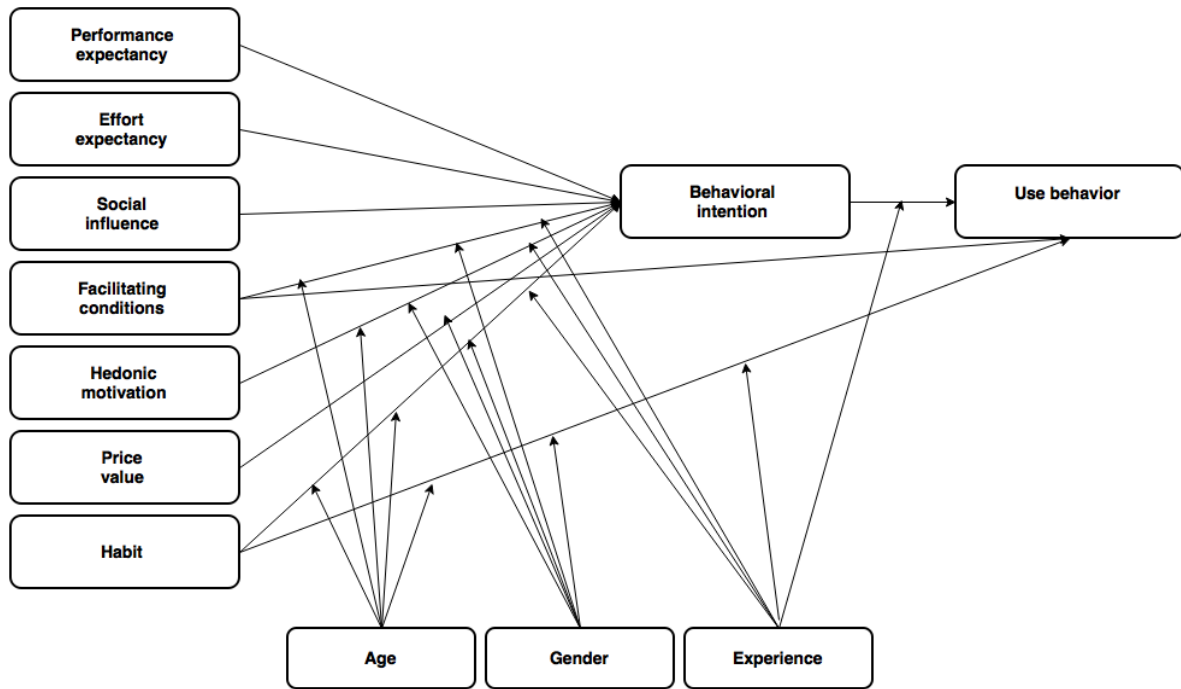 Performance
expectancy
Effort
expectancy
Social
influence
Facilitating
conditions
Hedonic
motivation
Price
value
Habit
Behavioral
intention
Use behavior
Age
Gender
Experience